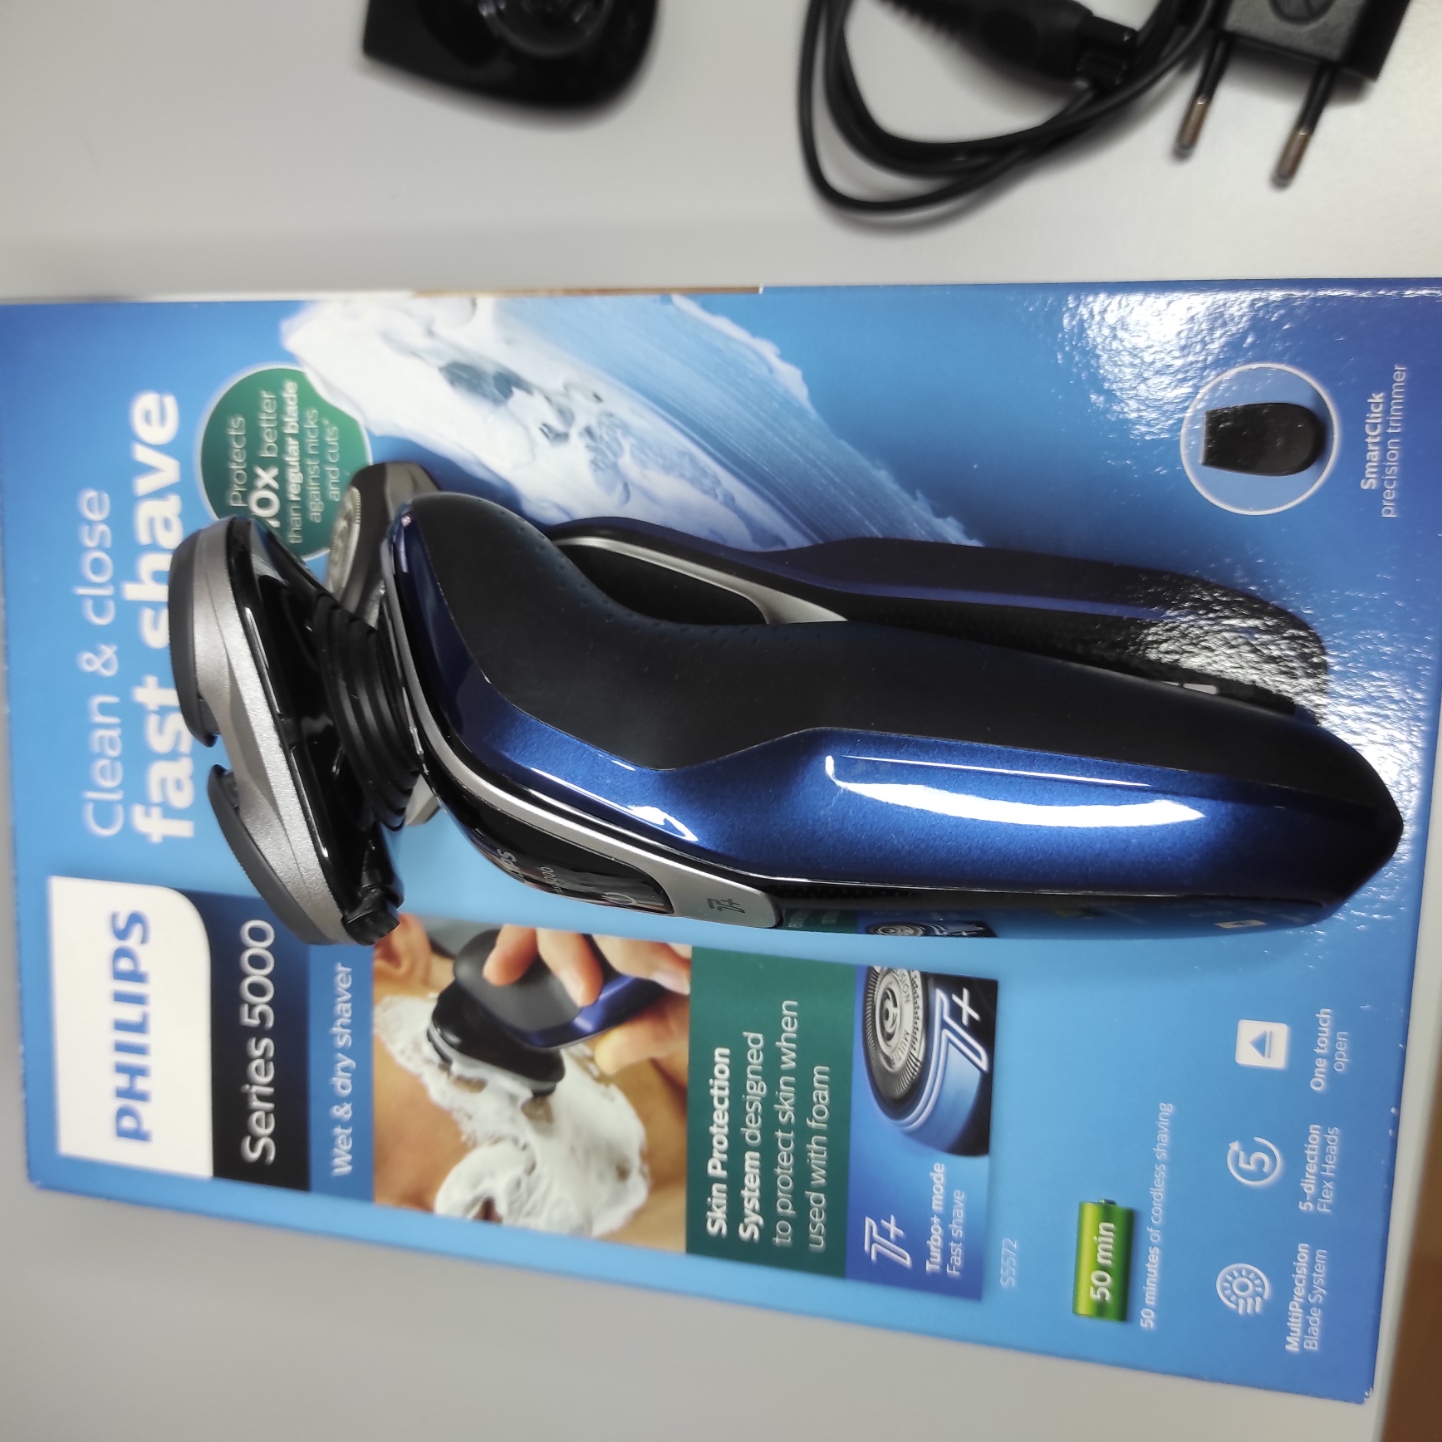 PHILIPS
Series 5000
Wet & dry shaver
Clean & close
fast shave
Protects
10x better
than regular blade
against nicks
and cuts*
Skin Protection
System designed
to protect skin when
used with foam
T+
Turbo+ mode
Fast shave
T+
S5572
50 min
50 minutes of cordless shaving
MultiPrecision
Blade System
5
5-direction
Flex Heads
One touch
open
SmartClick
precision trimmer
T+